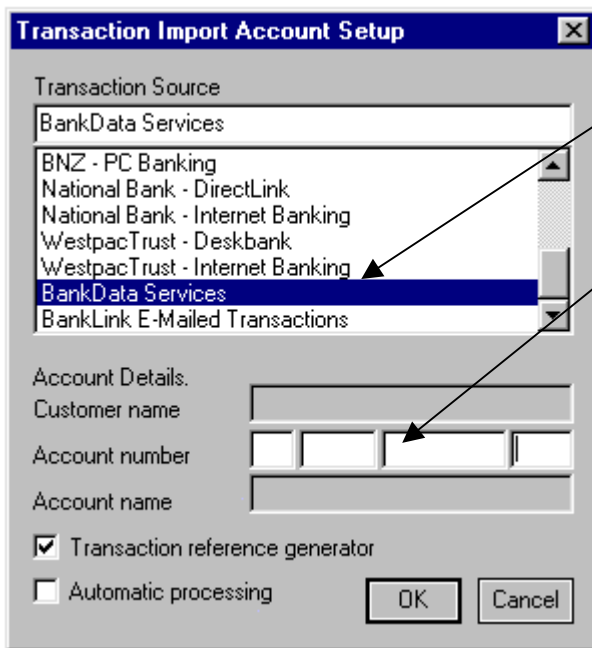 Transaction Import Account Setup
Transaction Source
BankData Services
BNZ - PC Banking
National Bank - DirectLink
National Bank - Internet Banking
WestpacTrust - Deskbank
WestpacTrust - Internet Banking
BankData Services
BankLink E-Mailed Transactions
Account Details.
Customer name
Account number
Account name
Transaction reference generator
Automatic processing
OK
Cancel